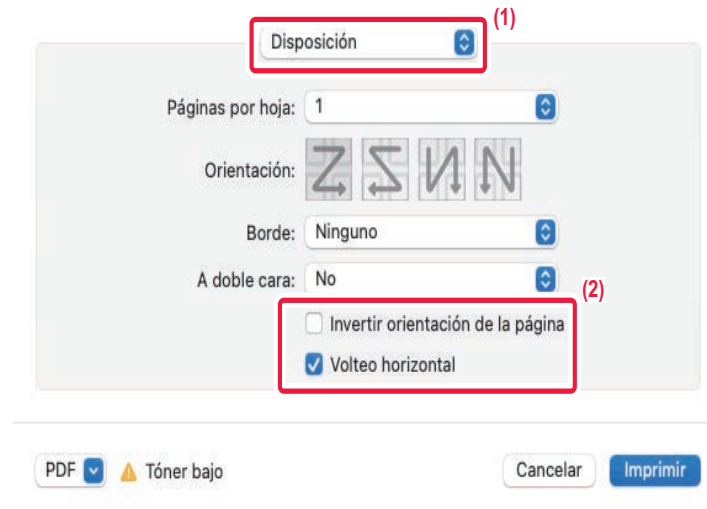 (1)
Disposición
Páginas por hoja: 1
Orientación:
Borde: Ninguno
A doble cara: No
(2)
Invertir orientación de la página
Volteo horizontal
PDF Tóner bajo Cancelar Imprimir